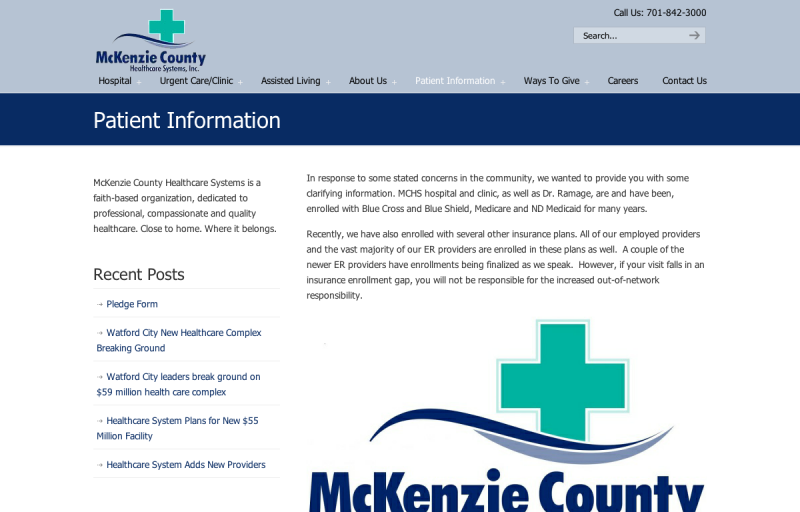 Call Us: 701-842-3000
Search...
McKenzie County
Healthcare Systems, Inc.
Hospital + Urgent Care/Clinic + Assisted Living + About Us + Patient Information + Ways To Give + Careers Contact Us
Patient Information
McKenzie County Healthcare Systems is a
faith-based organization, dedicated to
professional, compassionate and quality
healthcare. Close to home. Where it belongs.
Recent Posts
Pledge Form
Watford City New Healthcare Complex
Breaking Ground
Watford City leaders break ground on
$59 million health care complex
Healthcare System Plans for New $55
Million Facility
Healthcare System Adds New Providers
In response to some stated concerns in the community, we wanted to provide you with some
clarifying information. MCHS hospital and clinic, as well as Dr. Ramage, are and have been,
enrolled with Blue Cross and Blue Shield, Medicare and ND Medicaid for many years.
Recently, we have also enrolled with several other insurance plans. All of our employed providers
and the vast majority of our ER providers are enrolled in these plans as well.  A couple of the
newer ER providers have enrollments being finalized as we speak.  However, if your visit falls in an
insurance enrollment gap, you will not be responsible for the increased out-of-network
responsibility.
McKenzie County